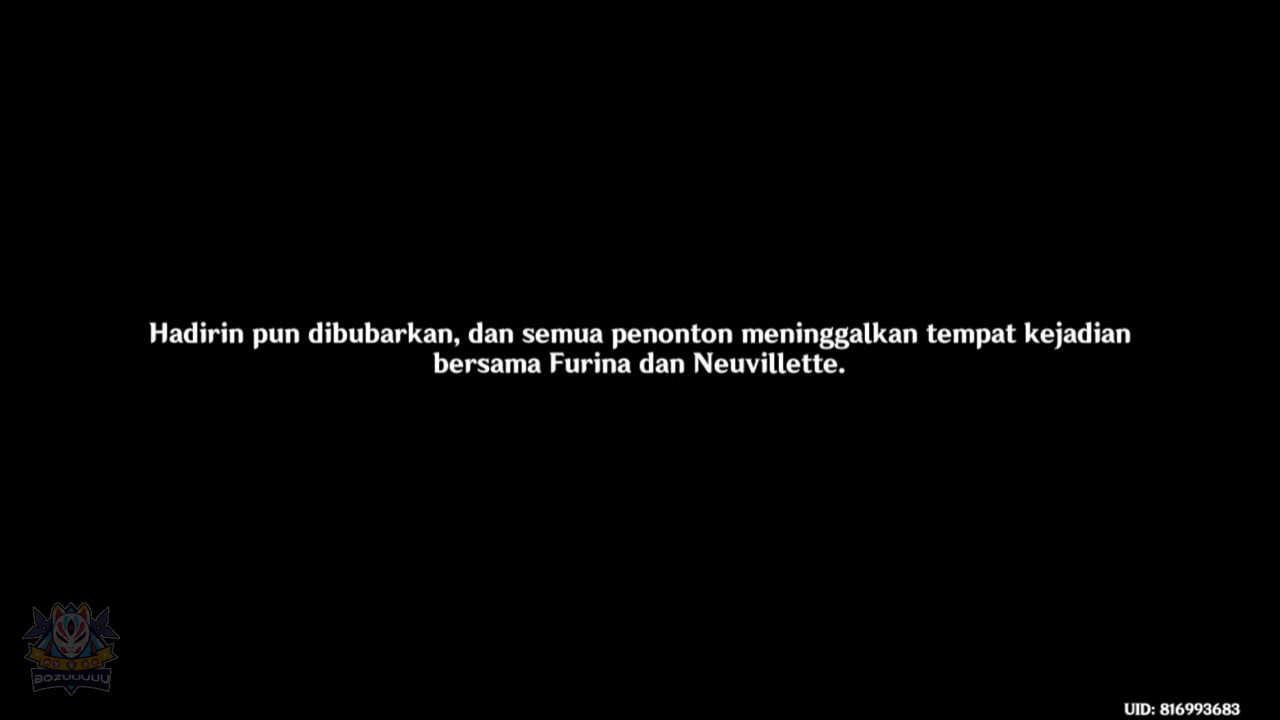 Hadirin pun dibubarkan, dan semua penonton meninggalkan tempat kejadian
bersama Furina dan Neuvillette.
BOZUUUUU
UID: 816993683